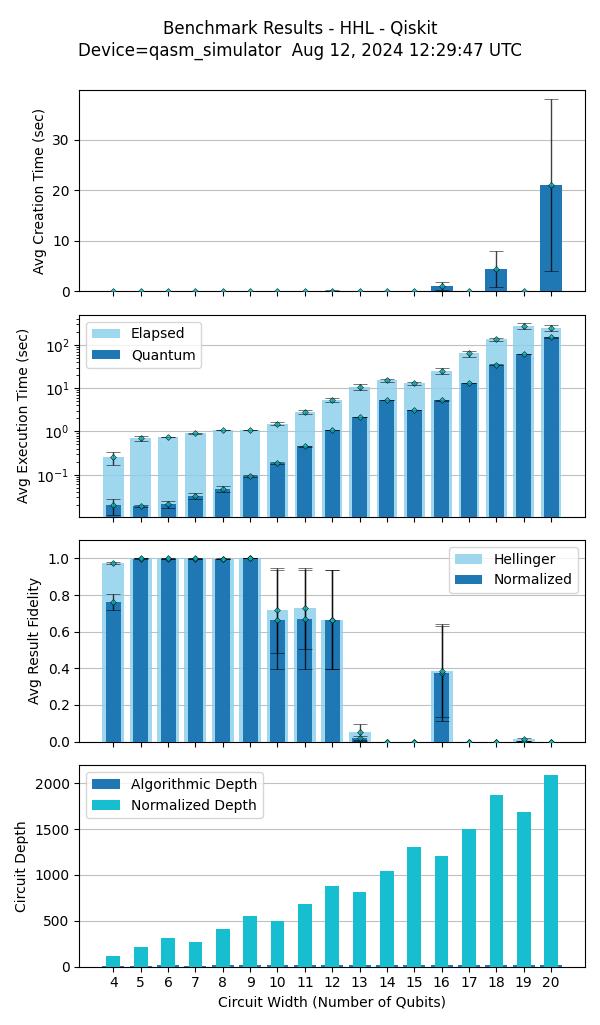 Benchmark Results - HHL - Qiskit
Device=qasm_simulator  Aug 12, 2024 12:29:47 UTC
Avg Creation Time (sec)
30
20
10
0
Avg Execution Time (sec)
10²
10¹
10⁰
10⁻¹
Elapsed
Quantum
Avg Result Fidelity
1.0
0.8
0.6
0.4
0.2
0.0
Hellinger
Normalized
Circuit Depth
2000
1500
1000
500
0
Algorithmic Depth
Normalized Depth
4 5 6 7 8 9 10 11 12 13 14 15 16 17 18 19 20
Circuit Width (Number of Qubits)